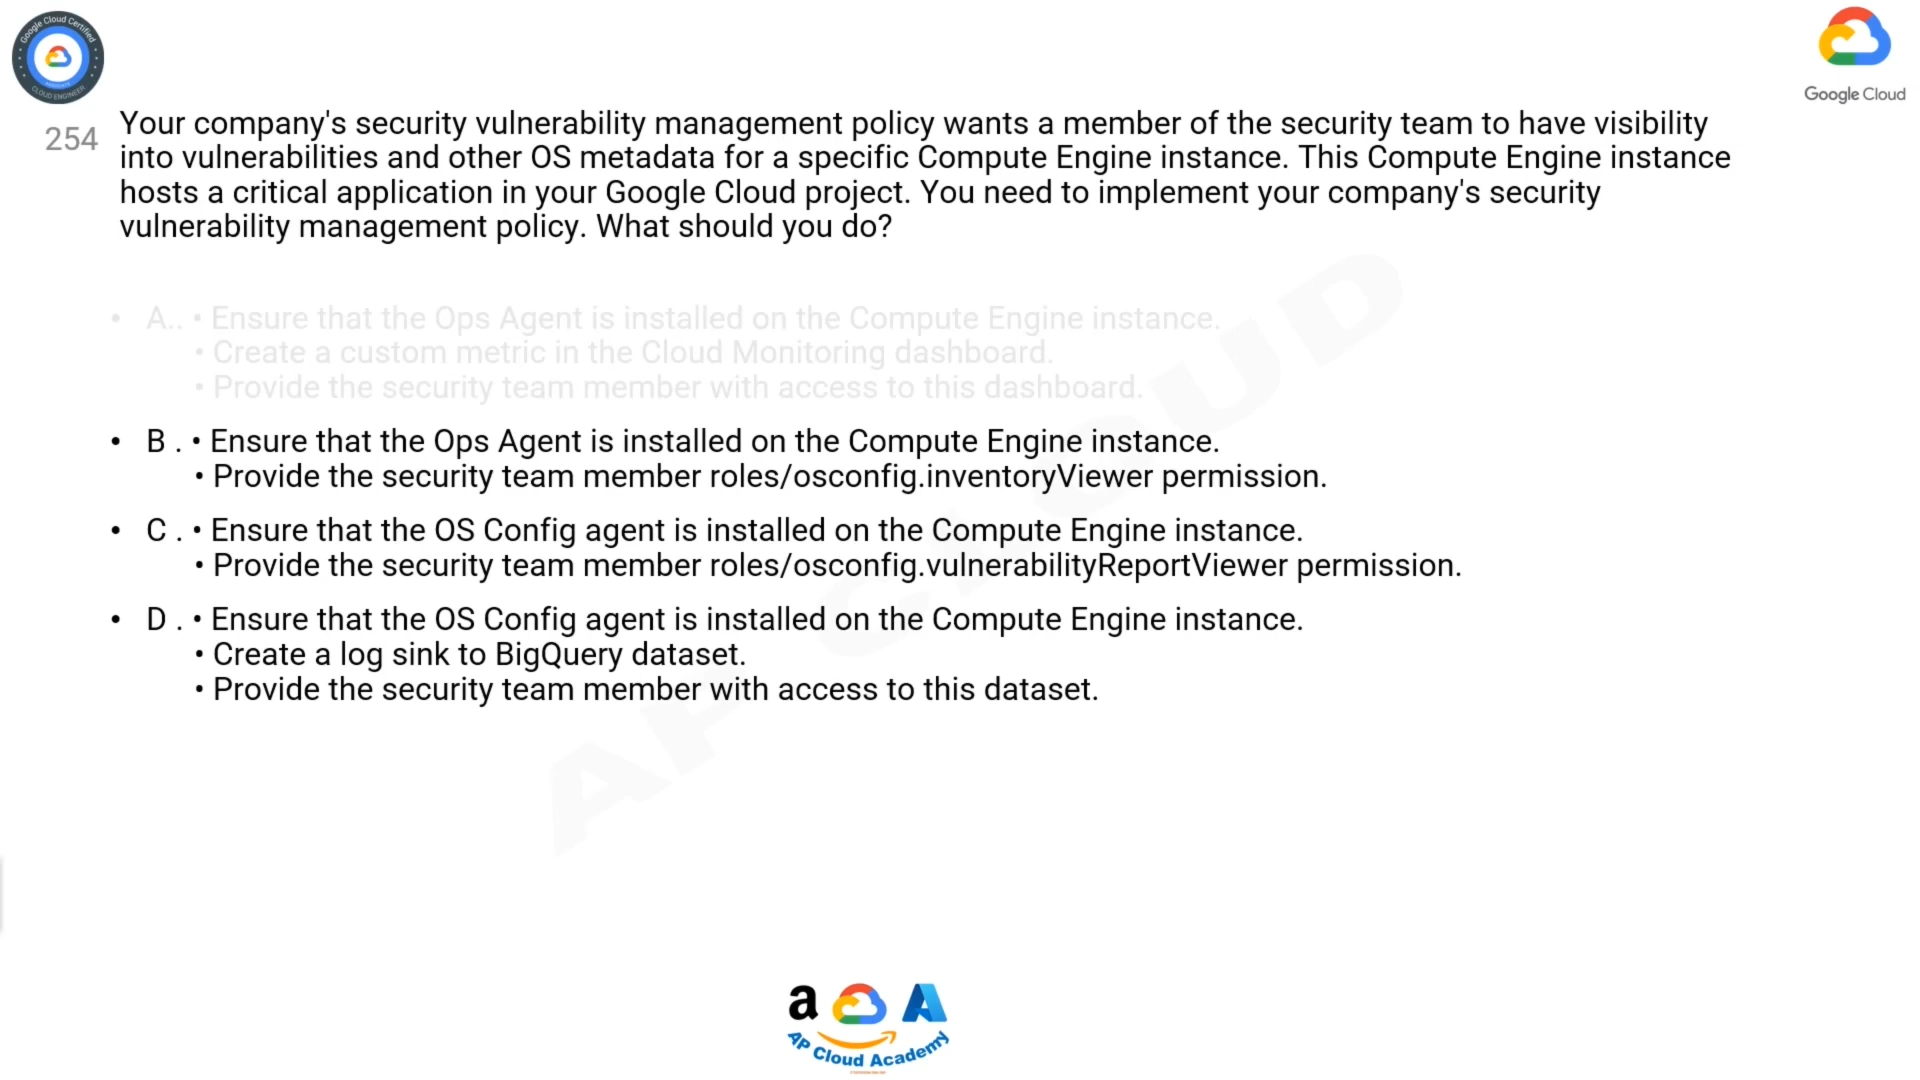 Google Cloud Certified
CLOUD ENGINEER
Google Cloud
254
Your company's security vulnerability management policy wants a member of the security team to have visibility
into vulnerabilities and other OS metadata for a specific Compute Engine instance. This Compute Engine instance
hosts a critical application in your Google Cloud project. You need to implement your company's security
vulnerability management policy. What should you do?
• A.. • Ensure that the Ops Agent is installed on the Compute Engine instance.
• Create a custom metric in the Cloud Monitoring dashboard.
• Provide the security team member with access to this dashboard.
• B . • Ensure that the Ops Agent is installed on the Compute Engine instance.
• Provide the security team member roles/osconfig.inventoryViewer permission.
• C . • Ensure that the OS Config agent is installed on the Compute Engine instance.
• Provide the security team member roles/osconfig.vulnerabilityReportViewer permission.
• D . • Ensure that the OS Config agent is installed on the Compute Engine instance.
• Create a log sink to BigQuery dataset.
• Provide the security team member with access to this dataset.
AP CLOUD
a
AP Cloud Academy